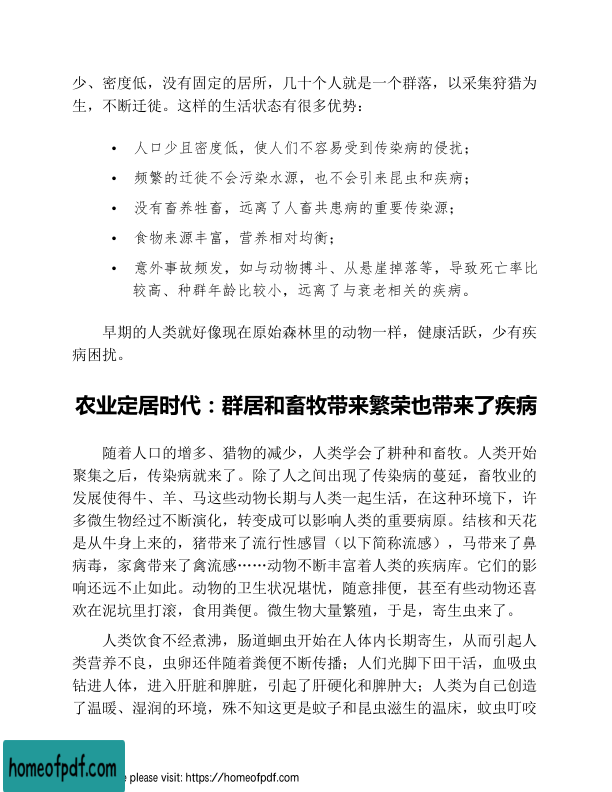 少、密度低，没有固定的居所，几十个人就是一个群落，以采集狩猎为
生，不断迁徙。这样的生活状态有很多优势：
• 人口少且密度低，使人们不容易受到传染病的侵扰；
• 频繁的迁徙不会污染水源，也不会引来昆虫和疾病；
• 没有畜养牲畜，远离了人畜共患病的重要传染源；
• 食物来源丰富，营养相对均衡；
• 意外事故频发，如与动物搏斗、从悬崖掉落等，导致死亡率比
较高、种群年龄比较小，远离了与衰老相关的疾病。
早期的人类就好像现在原始森林里的动物一样，健康活跃，少有疾
病困扰。
农业定居时代：群居和畜牧带来繁荣也带来了疾病
随着人口的增多、猎物的减少，人类学会了耕种和畜牧。人类开始
聚集之后，传染病就来了。除了人之间出现了传染病的蔓延，畜牧业的
发展使得牛、羊、马这些动物长期与人类一起生活，在这种环境下，许
多微生物经过不断演化，转变成可以影响人类的重要病原。结核和天花
是从牛身上来的，猪带来了流行性感冒（以下简称流感），马带来了鼻
病毒，家禽带来了禽流感……动物不断丰富着人类的疾病库。它们的影
响还远不止如此。动物的卫生状况堪忧，随意排便，甚至有些动物还喜
欢在泥坑里打滚，食用粪便。微生物大量繁殖，于是，寄生虫来了。
人类饮食不经煮沸，肠道蛔虫开始在人体内长期寄生，从而引起人
类营养不良，虫卵还伴随着粪便不断传播；人们光脚下田干活，血吸虫
钻进人体，进入肝脏和脾脏，引起了肝硬化和脾肿大；人类为自己创造
了温暖、湿润的环境，殊不知这更是蚊子和昆虫滋生的温床，蚊虫叮咬
homeofpdf.com
e please visit: https://homeofpdf.com